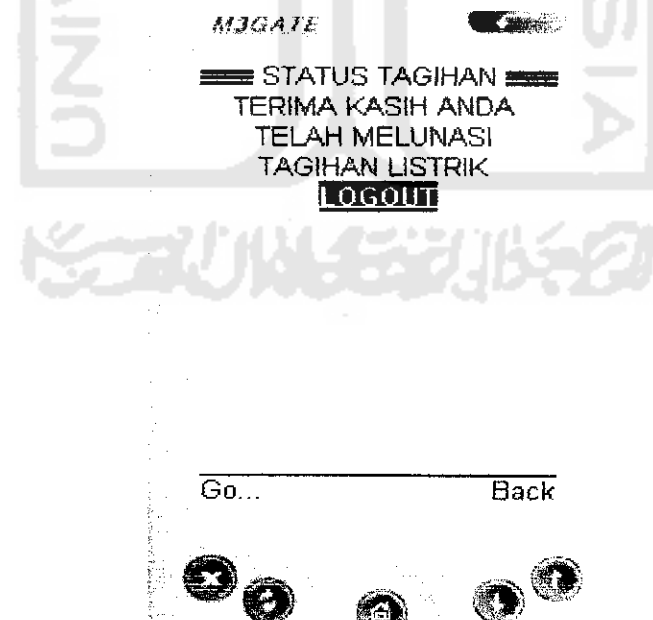 M3GATE
STATUS TAGIHAN
TERIMA KASIH ANDA
TELAH MELUNASI
TAGIHAN LISTRIK
LOGOUT
Go...
Back